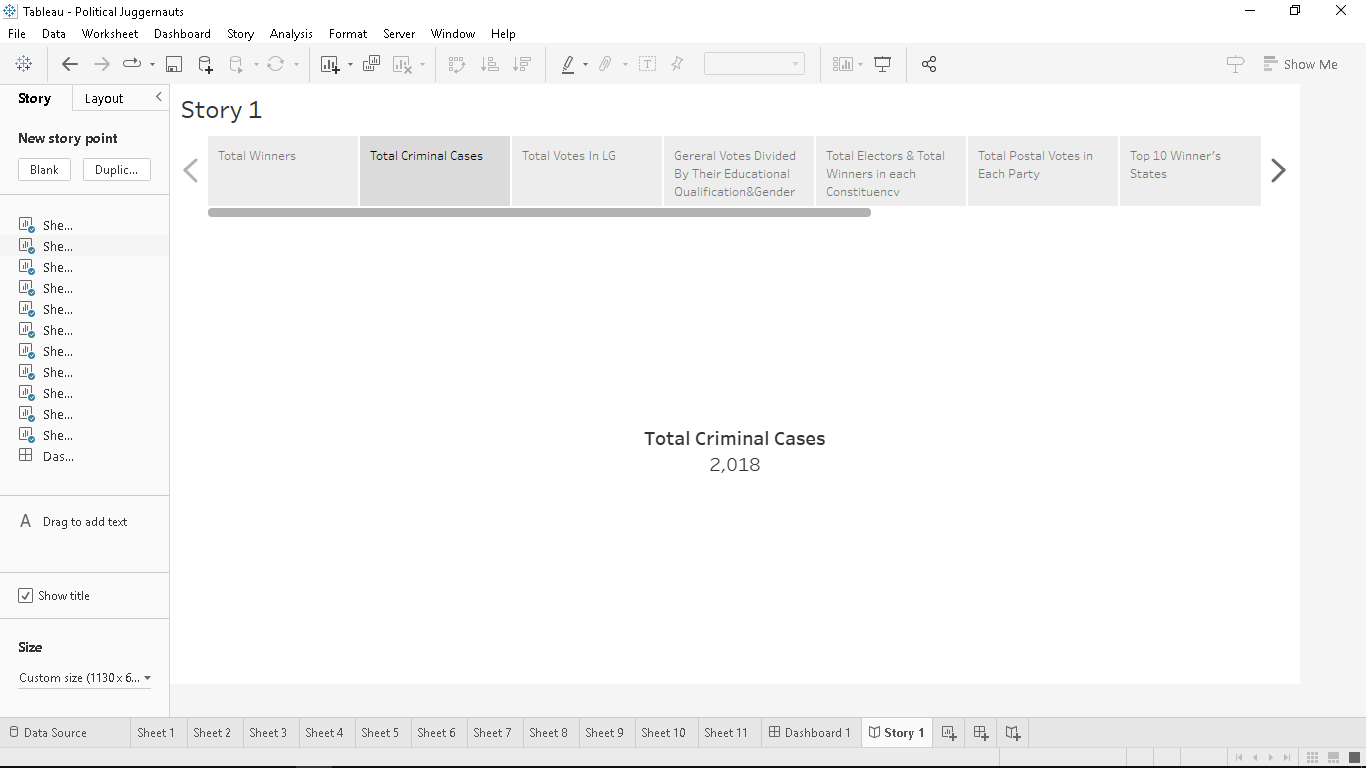 Tableau - Political Juggernauts
File Data Worksheet Dashboard Story Analysis Format Server Window Help
Show Me
Story Layout
New story point
Blank Duplic...
She...
She...
She...
She...
She...
She...
She...
She...
She...
She...
She...
Das...
A Drag to add text
Show title
Size
Custom size (1130 x 6...
Story 1
Total Winners
Total Criminal Cases
Total Votes In LG
Gereral Votes Divided
By Their Educational
Qualification&Gender
Total Electors & Total
Winners in each
Constituency
Total Postal Votes in
Each Party
Top 10 Winner's
States
Total Criminal Cases
2,018
Data Source Sheet 1 Sheet 2 Sheet 3 Sheet 4 Sheet 5 Sheet 6 Sheet 7 Sheet 8 Sheet 9 Sheet 10 Sheet 11 Dashboard 1 Story 1